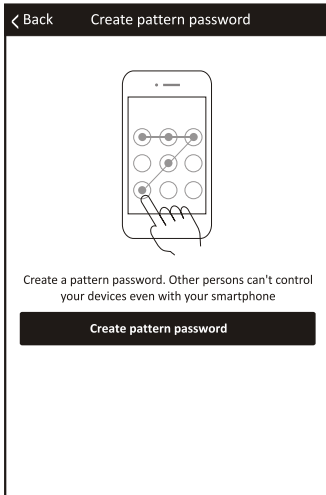 Back Create pattern password
Create a pattern password. Other persons can't control
your devices even with your smartphone
Create pattern password